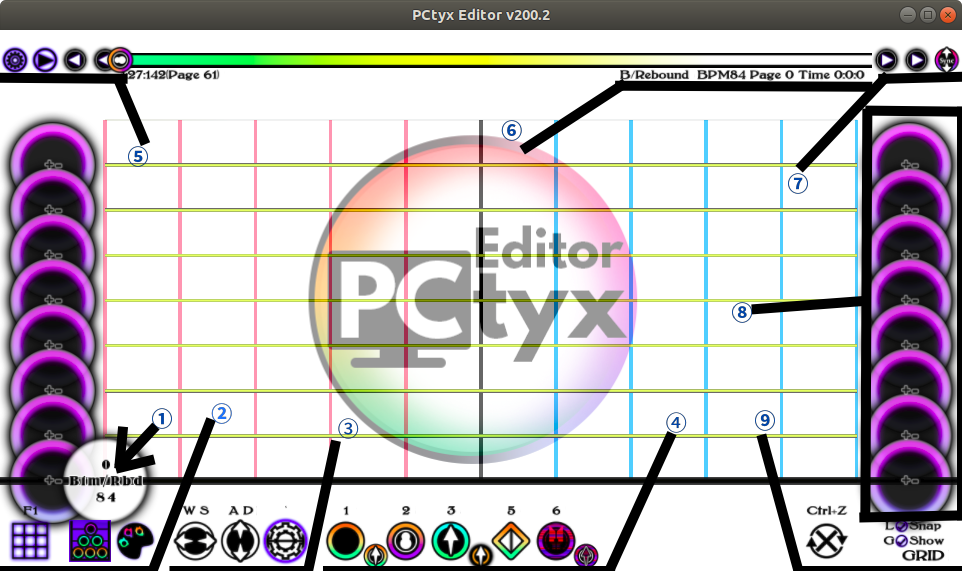 PCtyx Editor v200.2
Sync
27:142(Page 61)
B/Rebound BPM84 Page 0 Time 0:0:0
⑥
⑤
⑦
Editor
PCtyx
⑧
① ② ③ ④ ⑨
0
Btm/Rbd
84
F1 W S A D ' 1 2 3 5 6 Ctrl+Z
L Snap
G Show
GRID